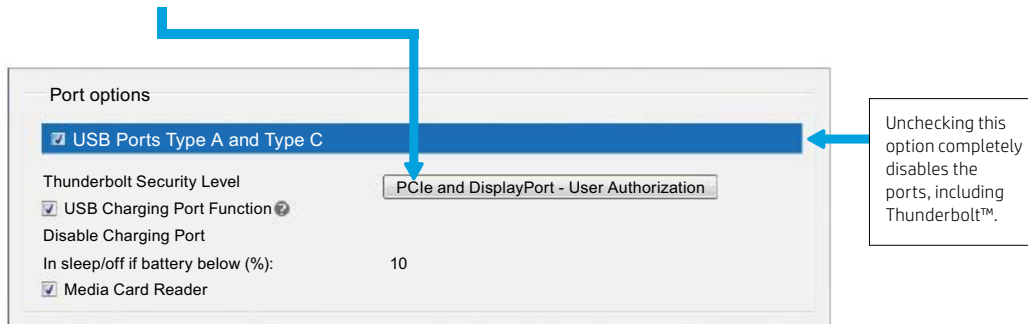 Port options
USB Ports Type A and Type C
Thunderbolt Security Level
PCIe and DisplayPort - User Authorization
USB Charging Port Function?
Disable Charging Port
In sleep/off if battery below (%): 10
Media Card Reader
Unchecking this
option completely
disables the
ports, including
Thunderbolt™.